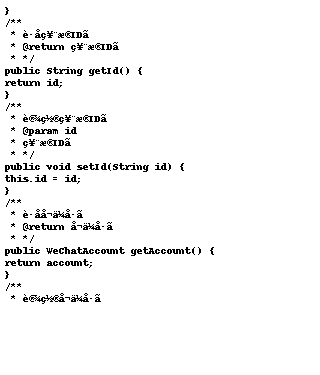 }
/**
* è·åç¥¨æ®IDã
* @return ç¥¨æ®IDã
* */
public String getId() {
return id;
}
/**
* è®¾ç½®ç¥¨æ®IDã
* @param id
* ç¥¨æ®IDã
* */
public void setId(String id) {
this.id = id;
}
/**
* è·åå¬ä¼å·ã
* @return å¬ä¼å·ã
* */
public WeChatAccount getAccount() {
return account;
}
/**
* è®¾ç½®å¬ä¼å·ã